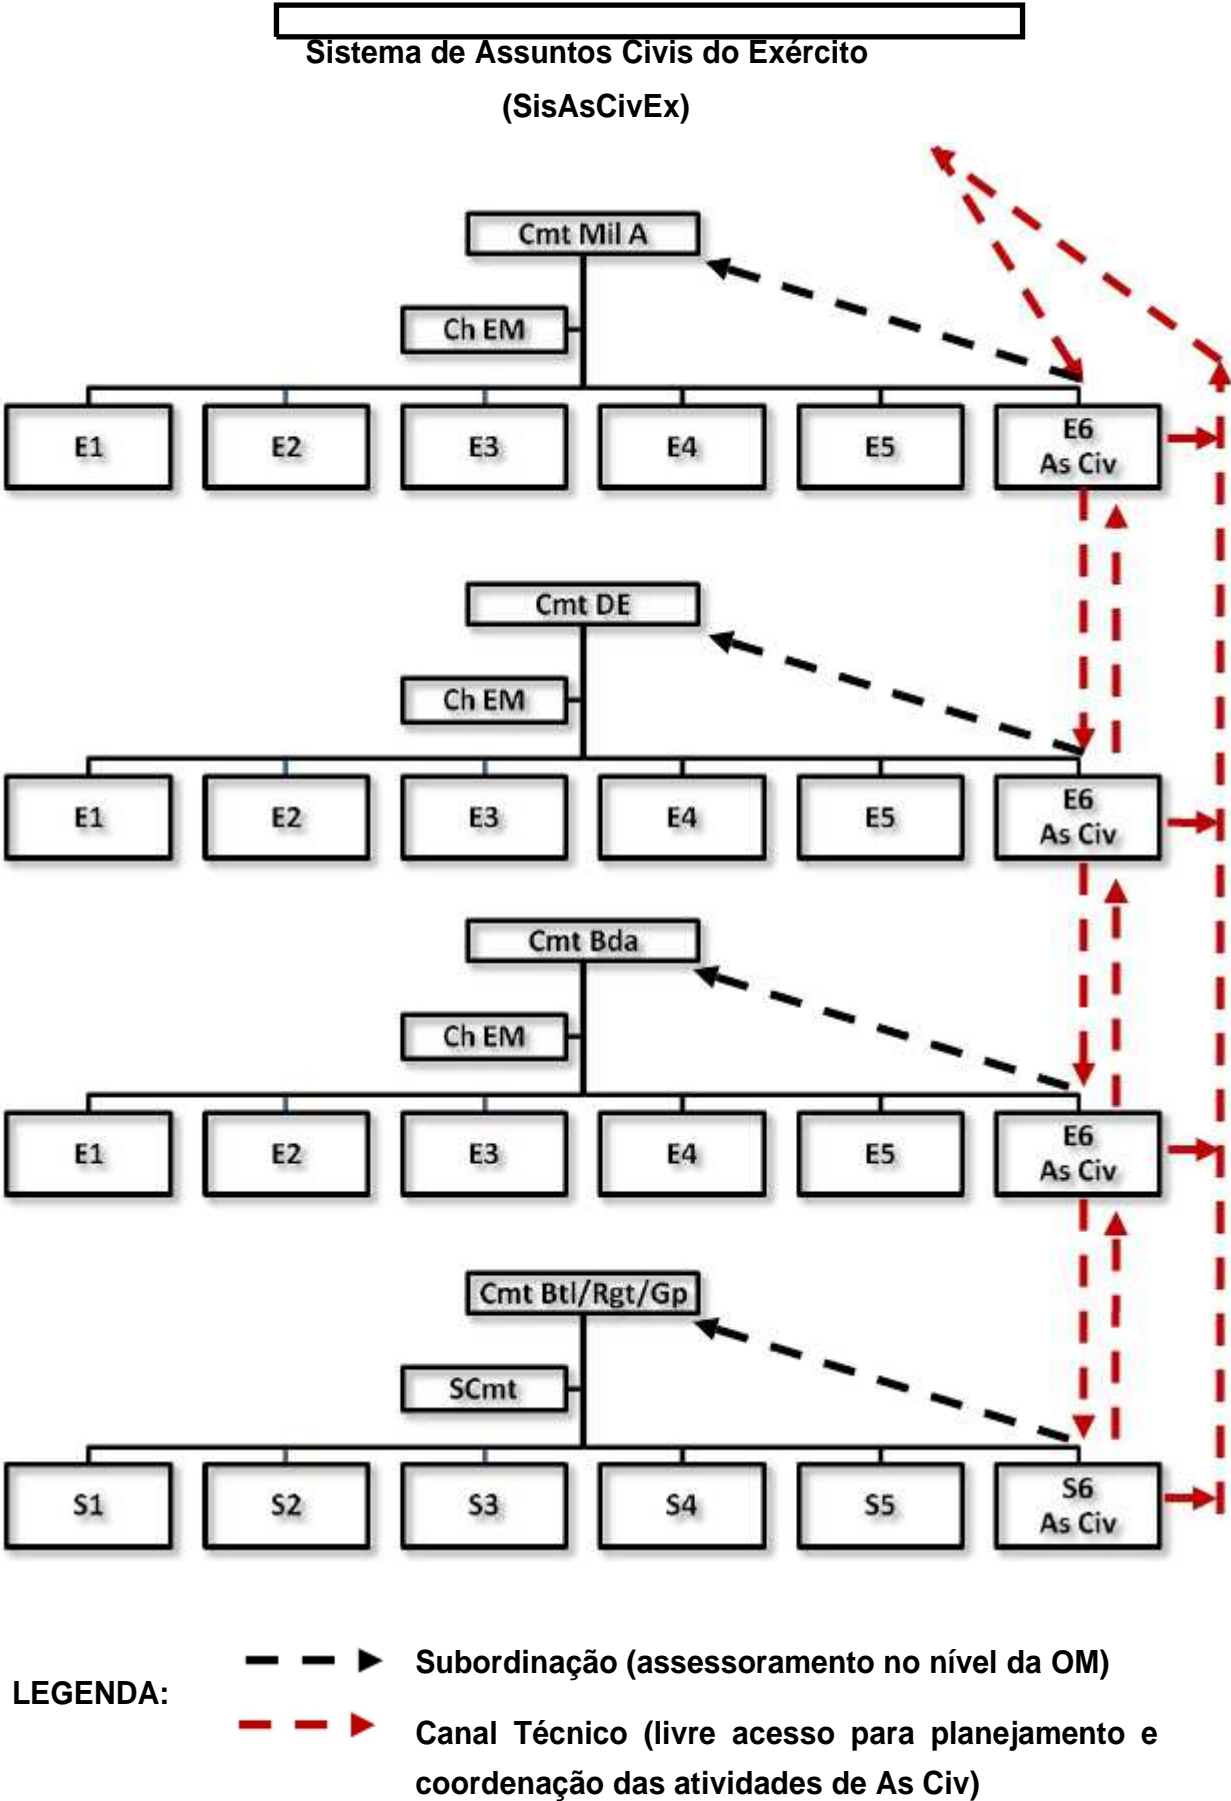 Sistema de Assuntos Civis do Exército
(SisAsCivEx)
Cmt Mil A
Ch EM
E1 E2 E3 E4 E5 E6
As Civ
Cmt DE
Ch EM
E1 E2 E3 E4 E5 E6
As Civ
Cmt Bda
Ch EM
E1 E2 E3 E4 E5 E6
As Civ
Cmt Btl/Rgt/Gp
SCmt
S1 S2 S3 S4 S5 S6
As Civ
LEGENDA:
Subordinação (assessoramento no nível da OM)
Canal Técnico (livre acesso para planejamento e
coordenação das atividades de As Civ)